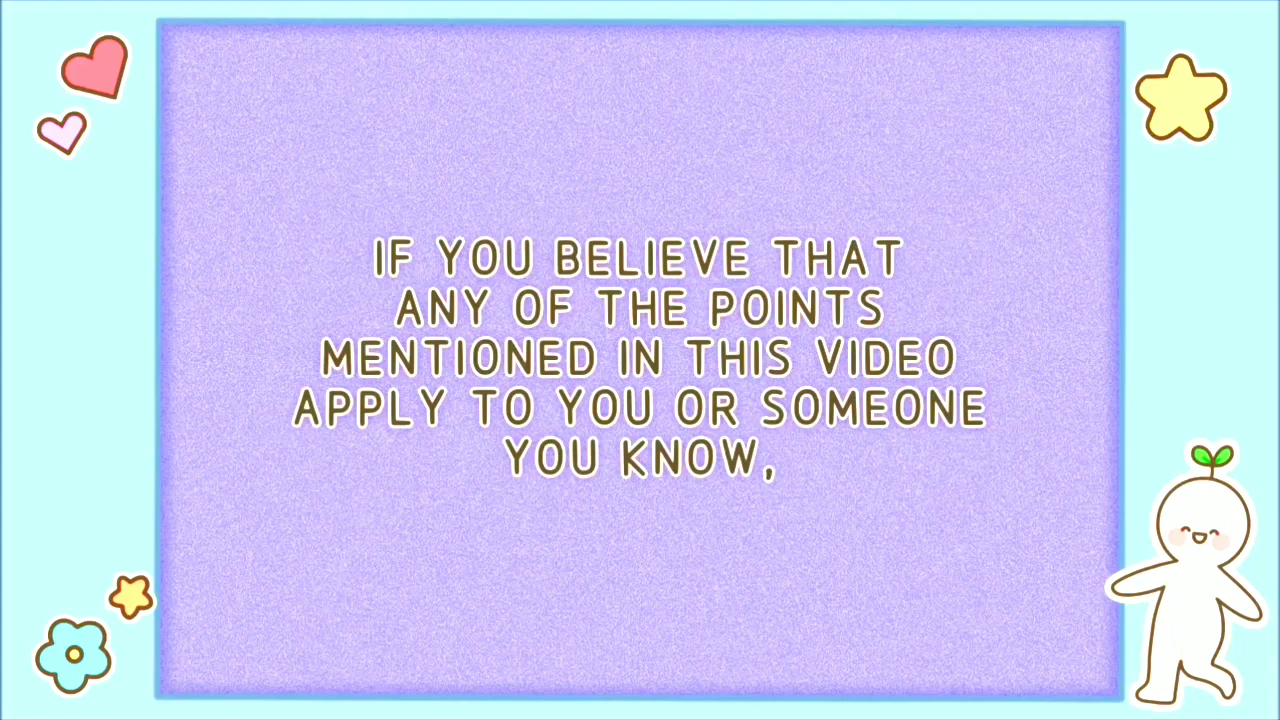 IF YOU BELIEVE THAT
ANY OF THE POINTS
MENTIONED IN THIS VIDEO
APPLY TO YOU OR SOMEONE
YOU KNOW,